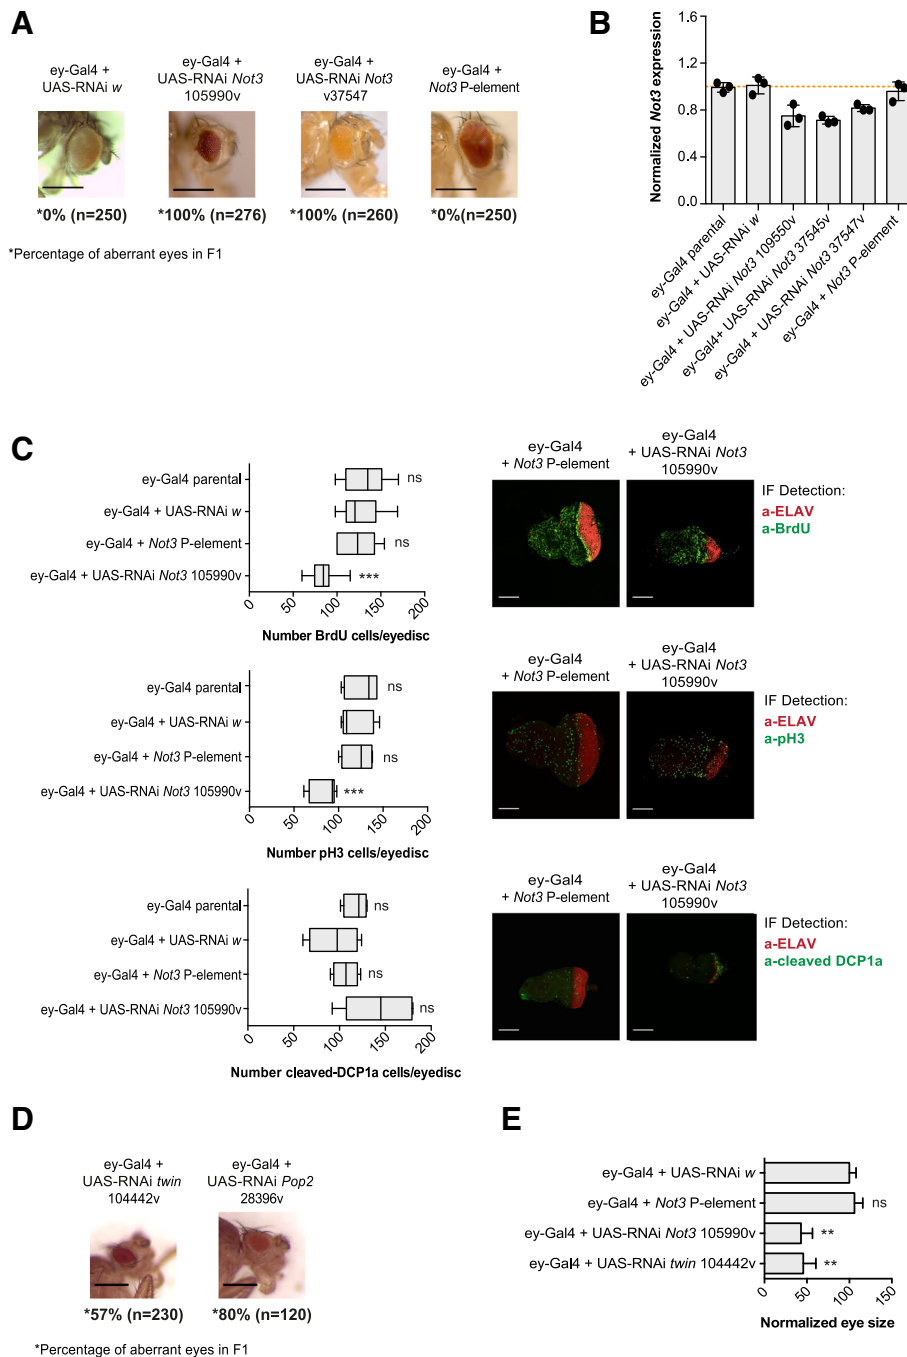 A
ey-Gal4 +
UAS-RNAi w
ey-Gal4 +
UAS-RNAi Not3
105990v
ey-Gal4 +
UAS-RNAi Not3
v37547
ey-Gal4 +
Not3 P-element
*0% (n=250)
*100% (n=276)
*100% (n=260)
*0%(n=250)
*Percentage of aberrant eyes in F1
B
Normalized Not3 expression
1.6
1.2
0.8
0.4
0.0
ey-Gal4 parental
ey-Gal4 + UAS-RNAi w
ey-Gal4 + UAS-RNAi Not3 109550v
ey-Gal4+ UAS-RNAi Not3 37545v
ey-Gal4 + UAS-RNAi Not3 37547v
ey-Gal4 + Not3 P-element
C
ey-Gal4 parental
ey-Gal4 + UAS-RNAi w
ey-Gal4 + Not3 P-element
ey-Gal4 + UAS-RNAi Not3 105990v
ns
ns
***
0
50
100
150
200
Number BrdU cells/eyedisc
ey-Gal4
+ Not3 P-element
ey-Gal4
+ UAS-RNAi Not3
105990v
IF Detection:
a-ELAV
a-BrdU
ey-Gal4 parental
ey-Gal4 + UAS-RNAi w
ey-Gal4 + Not3 P-element
ey-Gal4 + UAS-RNAi Not3 105990v
ns
ns
***
0
50
100
150
200
Number pH3 cells/eyedisc
ey-Gal4
+ Not3 P-element
ey-Gal4
+ UAS-RNAi Not3
105990v
IF Detection:
a-ELAV
a-pH3
ey-Gal4 parental
ey-Gal4 + UAS-RNAi w
ey-Gal4 + Not3 P-element
ey-Gal4 + UAS-RNAi Not3 105990v
ns
ns
ns
0
50
100
150
200
Number cleaved-DCP1a cells/eyedisc
ey-Gal4
+ Not3 P-element
ey-Gal4
+ UAS-RNAi Not3
105990v
IF Detection:
a-ELAV
a-cleaved DCP1a
D
ey-Gal4 +
UAS-RNAi twin
104442v
ey-Gal4 +
UAS-RNAi Pop2
28396v
*57% (n=230)
*80% (n=120)
*Percentage of aberrant eyes in F1
E
ey-Gal4 + UAS-RNAi w
ey-Gal4 + Not3 P-element
ey-Gal4 + UAS-RNAi Not3 105990v
ey-Gal4 + UAS-RNAi twin 104442v
ns
**
**
0
50
100
150
Normalized eye size